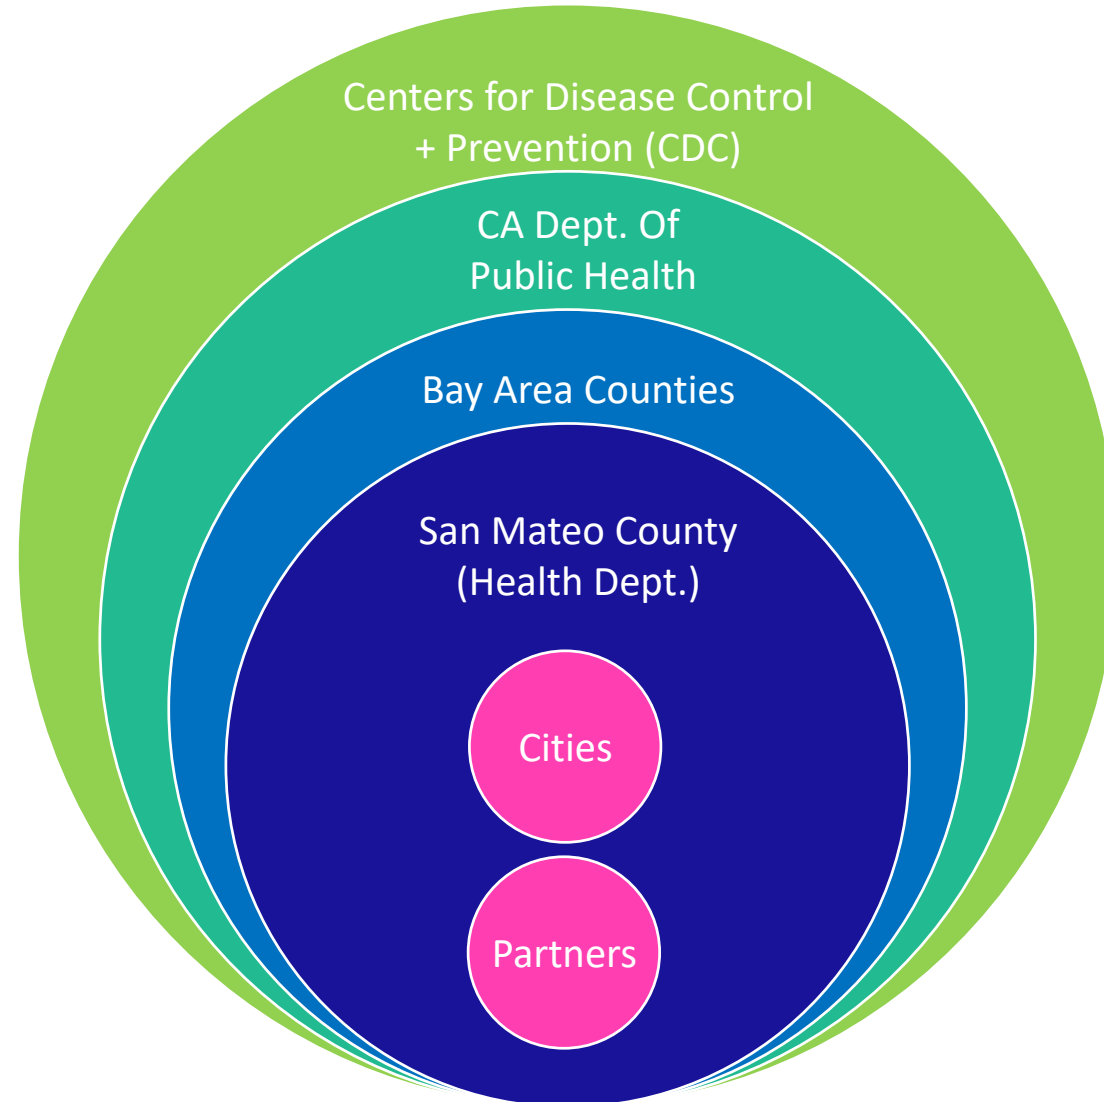 Centers for Disease Control
+ Prevention (CDC)
CA Dept. Of
Public Health
Bay Area Counties
San Mateo County
(Health Dept.)
Cities
Partners